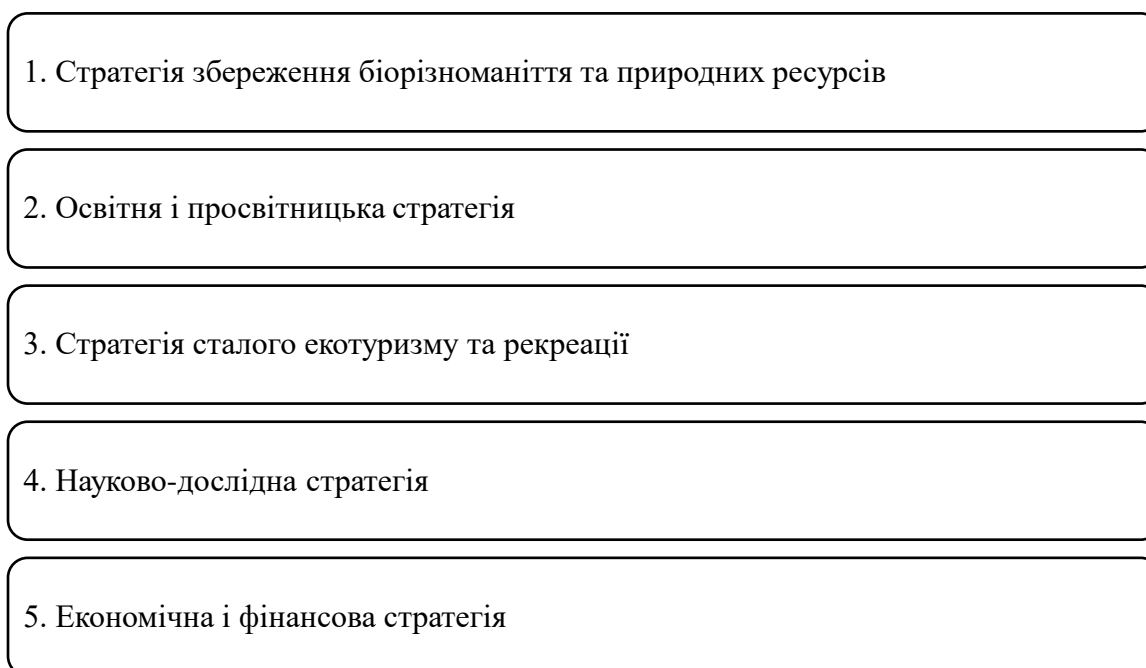 1. Стратегія збереження біорізноманіття та природних ресурсів
2. Освітня і просвітницька стратегія
3. Стратегія сталого екотуризму та рекреації
4. Науково-дослідна стратегія
5. Економічна і фінансова стратегія